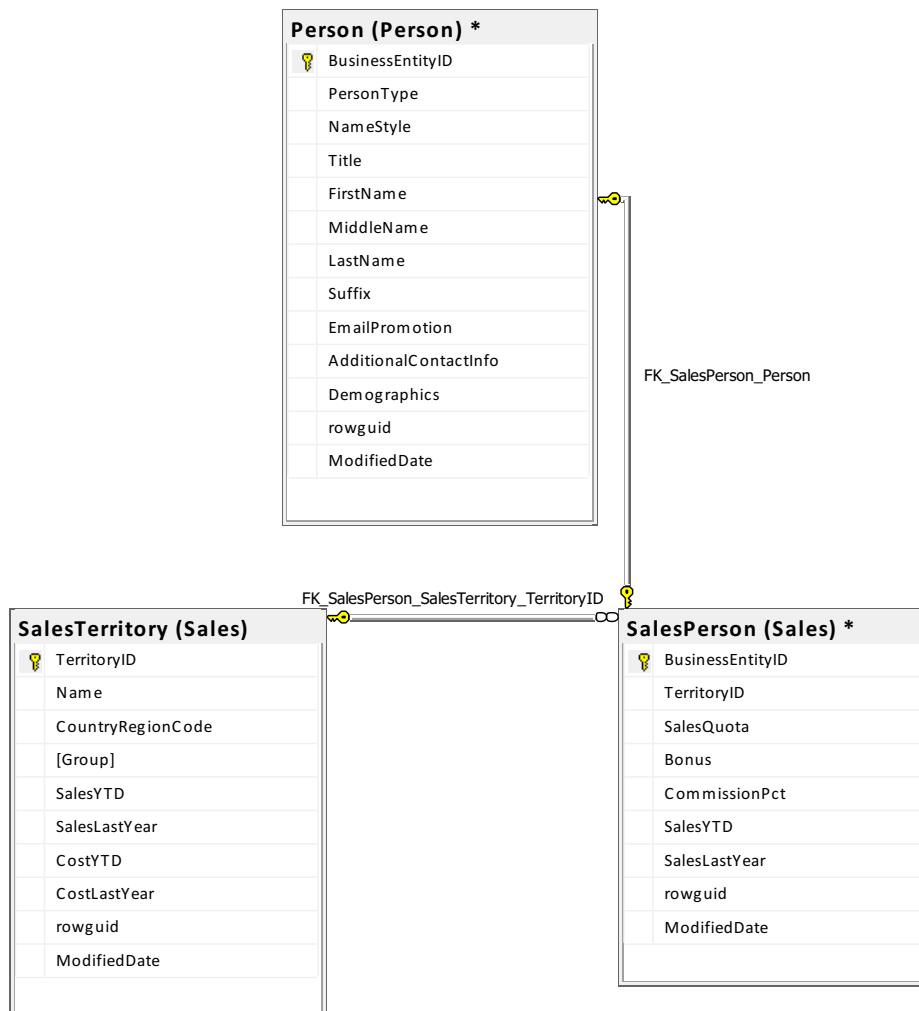 Person (Person) *
BusinessEntityID
PersonType
NameStyle
Title
FirstName
MiddleName
LastName
Suffix
EmailPromotion
AdditionalContactInfo
Demographics
rowguid
ModifiedDate
FK_SalesPerson_Person
FK_SalesPerson_SalesTerritory_TerritoryID
SalesTerritory (Sales)
TerritoryID
Name
CountryRegionCode
[Group]
SalesYTD
SalesLastYear
CostYTD
CostLastYear
rowguid
ModifiedDate
SalesPerson (Sales) *
BusinessEntityID
TerritoryID
SalesQuota
Bonus
CommissionPct
SalesYTD
SalesLastYear
rowguid
ModifiedDate